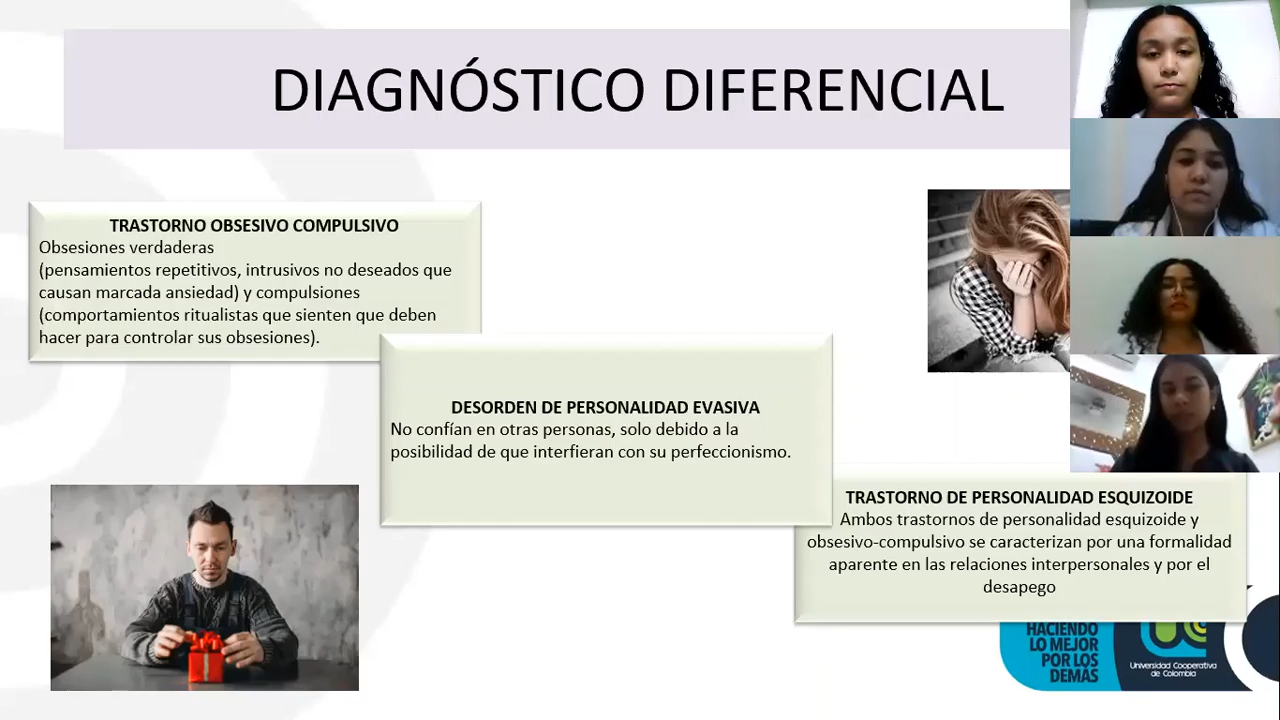 DIAGNÓSTICO DIFERENCIAL
TRASTORNO OBSESIVO COMPULSIVO
Obsesiones verdaderas
(pensamientos repetitivos, intrusivos no deseados que
causan marcada ansiedad) y compulsiones
(comportamientos ritualistas que sienten que deben
hacer para controlar sus obsesiones).
DESORDEN DE PERSONALIDAD EVASIVA
No confían en otras personas, solo debido a la
posibilidad de que interfieran con su perfeccionismo.
TRASTORNO DE PERSONALIDAD ESQUIZOIDE
Ambos trastornos de personalidad esquizoide y
obsesivo-compulsivo se caracterizan por una formalidad
aparente en las relaciones interpersonales y por el
desapego
HACIENDO
LO MEJOR
POR LOS
DEMÁS
Universidad Cooperativa
de Colombia